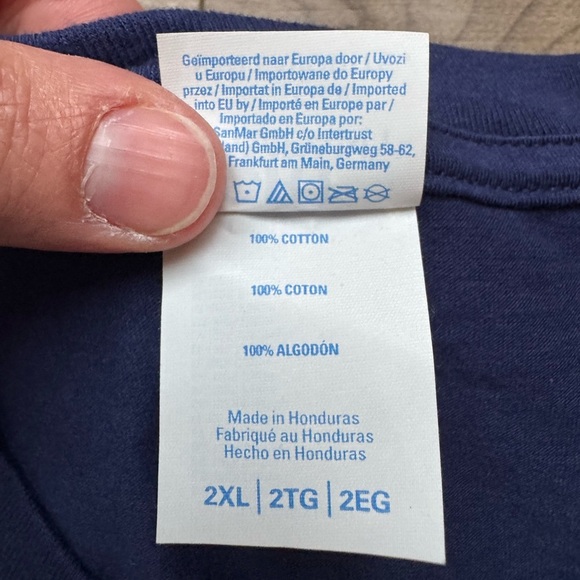 Geïmporteerd naar Europa door / Uvozi
u Europu / Importowane do Europy
przez / Importat in Europa de / Imported
into EU by / Importé en Europe par /
Importado en Europa por:
SanMar GmbH c/o Intertrust
GmbH, Grüneburgweg 58-62,
Frankfurt am Main, Germany
100% COTTON
100% COTON
100% ALGODÓN
Made in Honduras
Fabriqué au Honduras
Hecho en Honduras
2XL | 2TG | 2EG